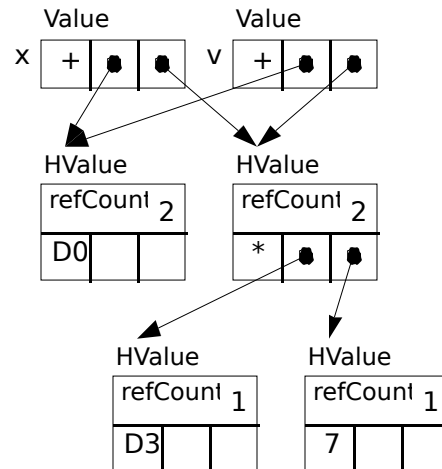 Value Value
x + v +
HValue HValue
refCount 2 refCount 2
D0 *
HValue HValue
refCount 1 refCount 1
D3 7